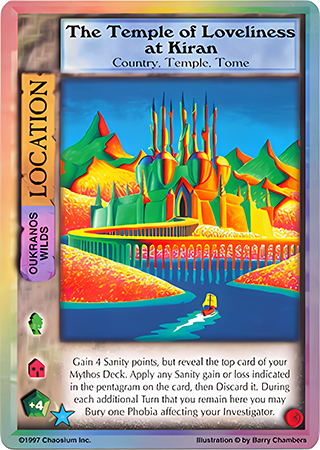 The Temple of Loveliness
at Kiran
Country, Temple, Tome
LOCATION
OUKRANOS
WILDS
+4
Gain 4 Sanity points, but reveal the top card of your
Mythos Deck. Apply any Sanity gain or loss indicated
in the pentagram on the card, then Discard it. During
each additional Turn that you remain here you may
Bury one Phobia affecting your Investigator.
©1997 Chaosium Inc.
Illustration © by Barry Chambers